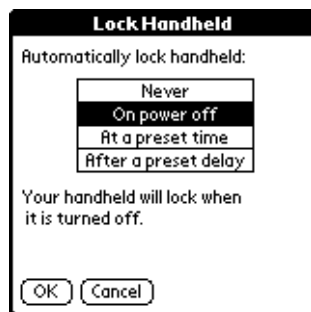 Lock Handheld
Automatically lock handheld:
Never
On power off
At a preset time
After a preset delay
Your handheld will lock when
it is turned off.
OK Cancel